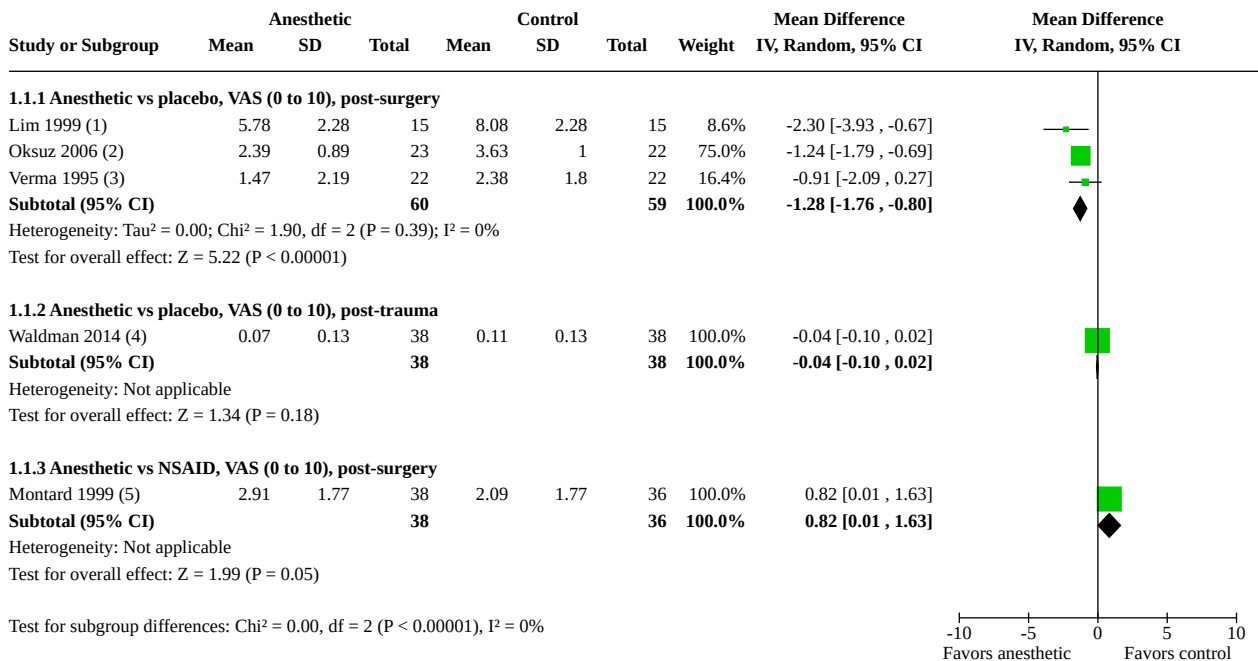 Anesthetic Control Mean Difference Mean Difference
Study or Subgroup Mean SD Total Mean SD Total Weight IV, Random, 95% CI IV, Random, 95% CI
1.1.1 Anesthetic vs placebo, VAS (0 to 10), post-surgery
Lim 1999 (1) 5.78 2.28 15 8.08 2.28 15 8.6% -2.30 [-3.93 , -0.67]
Oksuz 2006 (2) 2.39 0.89 23 3.63 1 22 75.0% -1.24 [-1.79 , -0.69]
Verma 1995 (3) 1.47 2.19 22 2.38 1.8 22 16.4% -0.91 [-2.09 , 0.27]
Subtotal (95% CI) 60 59 100.0% -1.28 [-1.76 , -0.80]
Heterogeneity: Tau² = 0.00; Chi² = 1.90, df = 2 (P = 0.39); I² = 0%
Test for overall effect: Z = 5.22 (P < 0.00001)
1.1.2 Anesthetic vs placebo, VAS (0 to 10), post-trauma
Waldman 2014 (4) 0.07 0.13 38 0.11 0.13 38 100.0% -0.04 [-0.10 , 0.02]
Subtotal (95% CI) 38 38 100.0% -0.04 [-0.10 , 0.02]
Heterogeneity: Not applicable
Test for overall effect: Z = 1.34 (P = 0.18)
1.1.3 Anesthetic vs NSAID, VAS (0 to 10), post-surgery
Montard 1999 (5) 2.91 1.77 38 2.09 1.77 36 100.0% 0.82 [0.01 , 1.63]
Subtotal (95% CI) 38 36 100.0% 0.82 [0.01 , 1.63]
Heterogeneity: Not applicable
Test for overall effect: Z = 1.99 (P = 0.05)
Test for subgroup differences: Chi² = 0.00, df = 2 (P < 0.00001), I² = 0%
-10 -5 0 5 10
Favors anesthetic Favors control